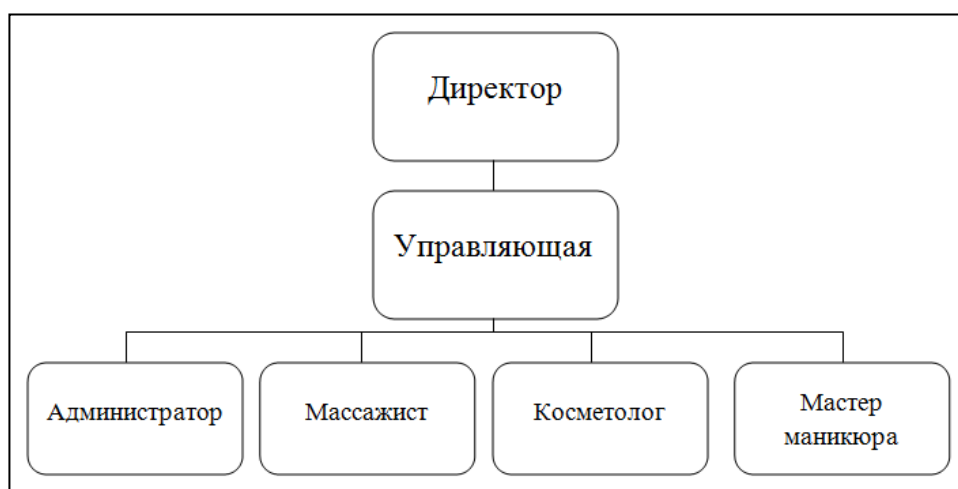 Директор
Управляющая
Администратор
Массажист
Косметолог
Мастер
маникюра